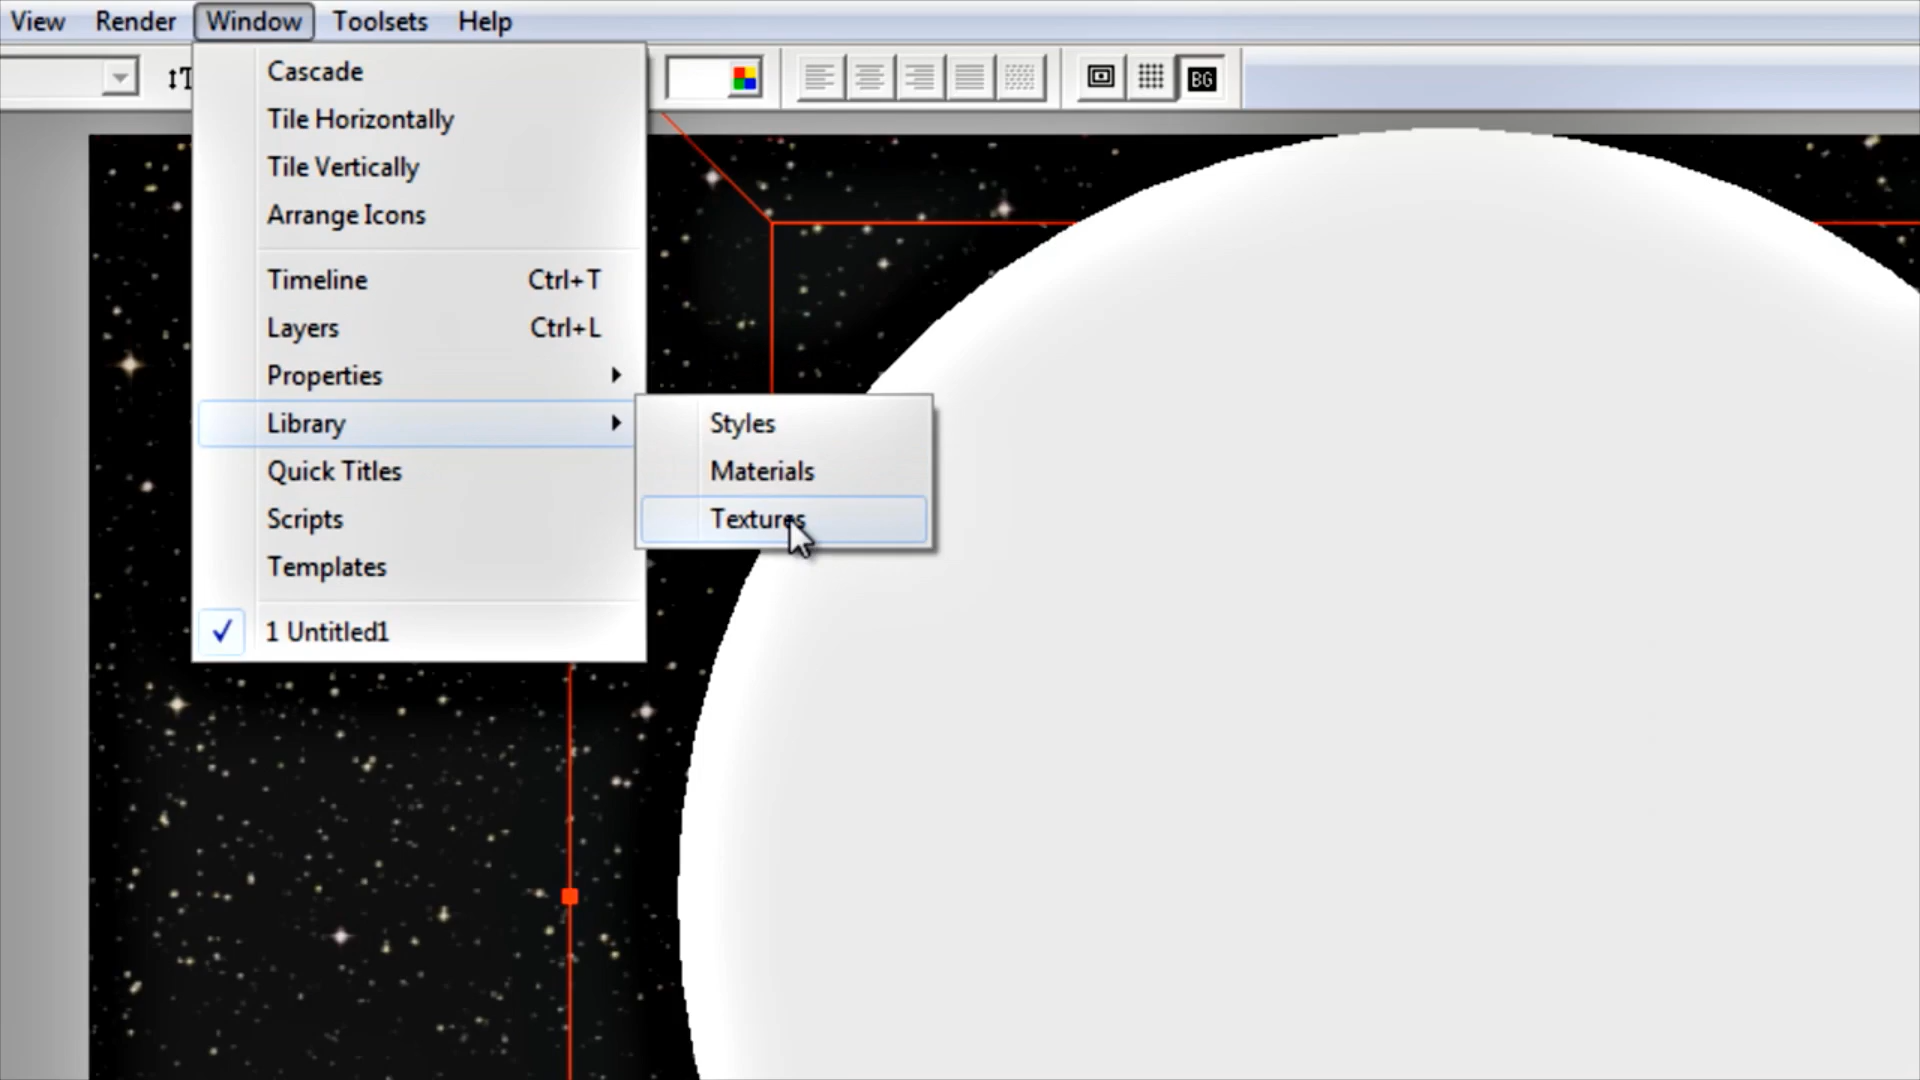 View Render Window Toolsets Help
BG
Cascade
Tile Horizontally
Tile Vertically
Arrange Icons
Timeline Ctrl+T
Layers Ctrl+L
Properties
Library
Quick Titles
Scripts
Templates
1 Untitled1
Styles
Materials
Textures